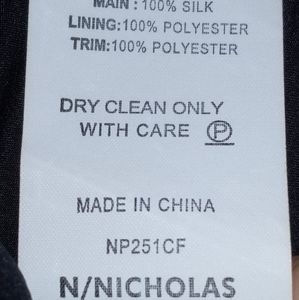 MAIN : 100% SILK
LINING:100% POLYESTER
TRIM:100% POLYESTER
DRY CLEAN ONLY
WITH CARE Ⓟ
MADE IN CHINA
NP251CF
N/NICHOLAS